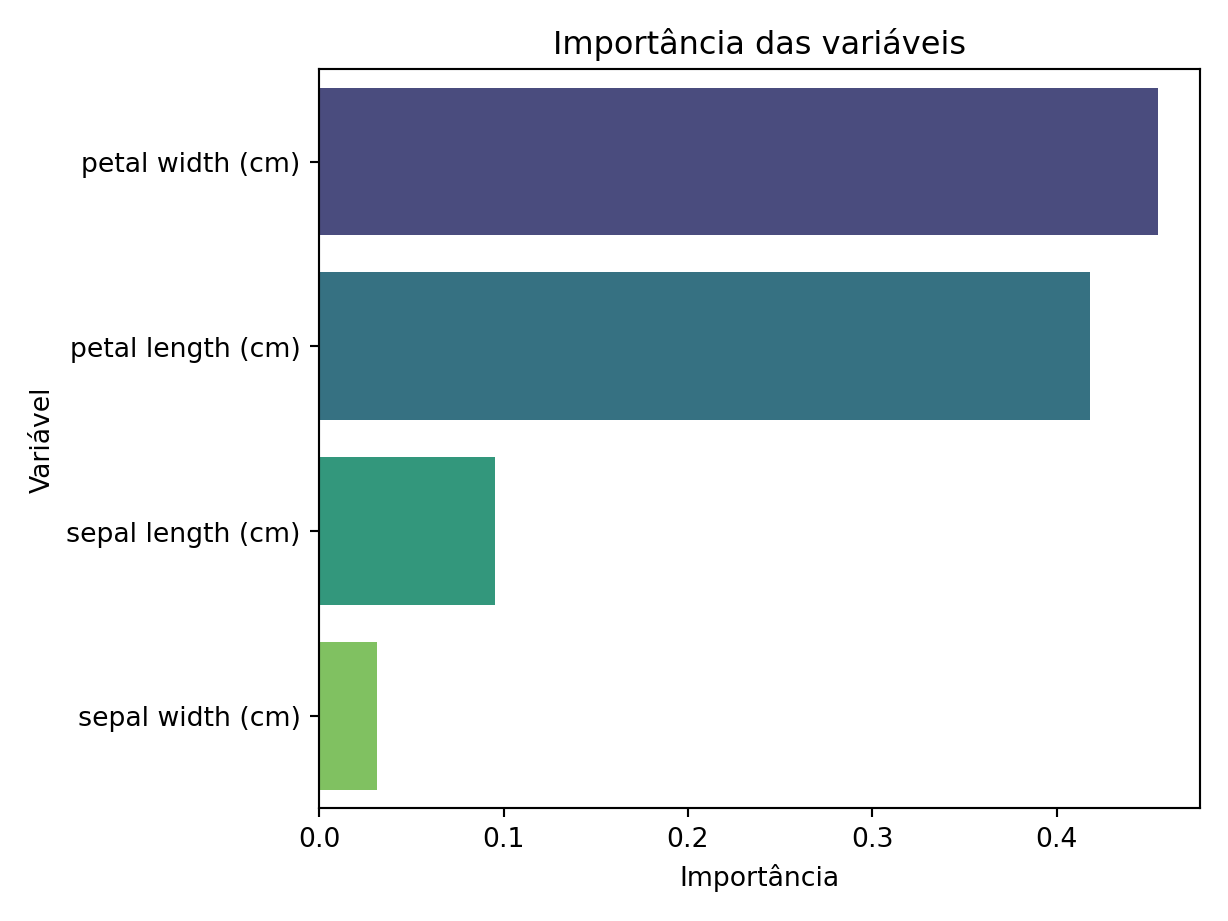 Importância das variáveis
petal width (cm)
petal length (cm)
sepal length (cm)
sepal width (cm)
Variável
0.0 0.1 0.2 0.3 0.4
Importância